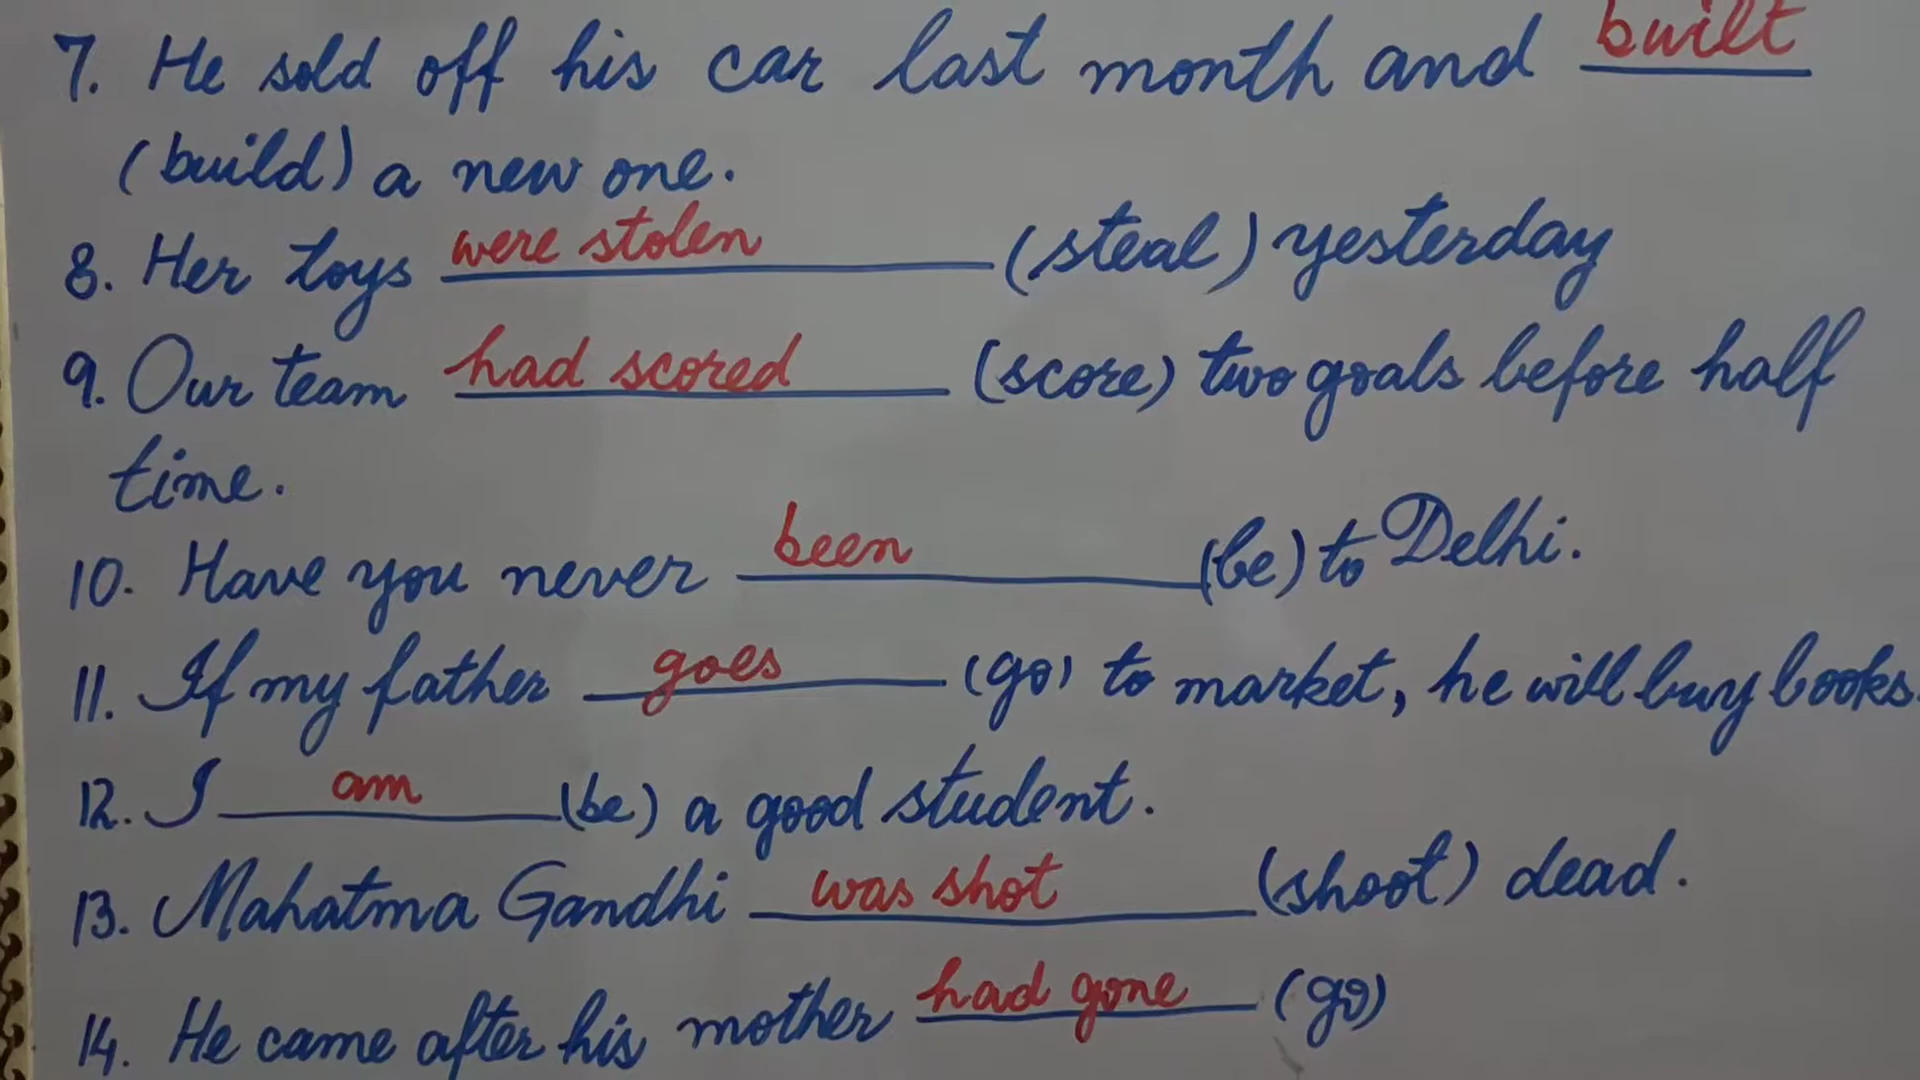 7. He sold off his car last month and built
(build) a new one.
8. Her toys were stolen (steal) yesterday
9. Our team had scored (score) two goals before half
time.
10. Have you never been (be) to Delhi.
11. If my father goes (go) to market, he will buy books.
12. I am (be) a good student.
13. Mahatma Gandhi was shot (shoot) dead.
14. He came after his mother had gone (go)